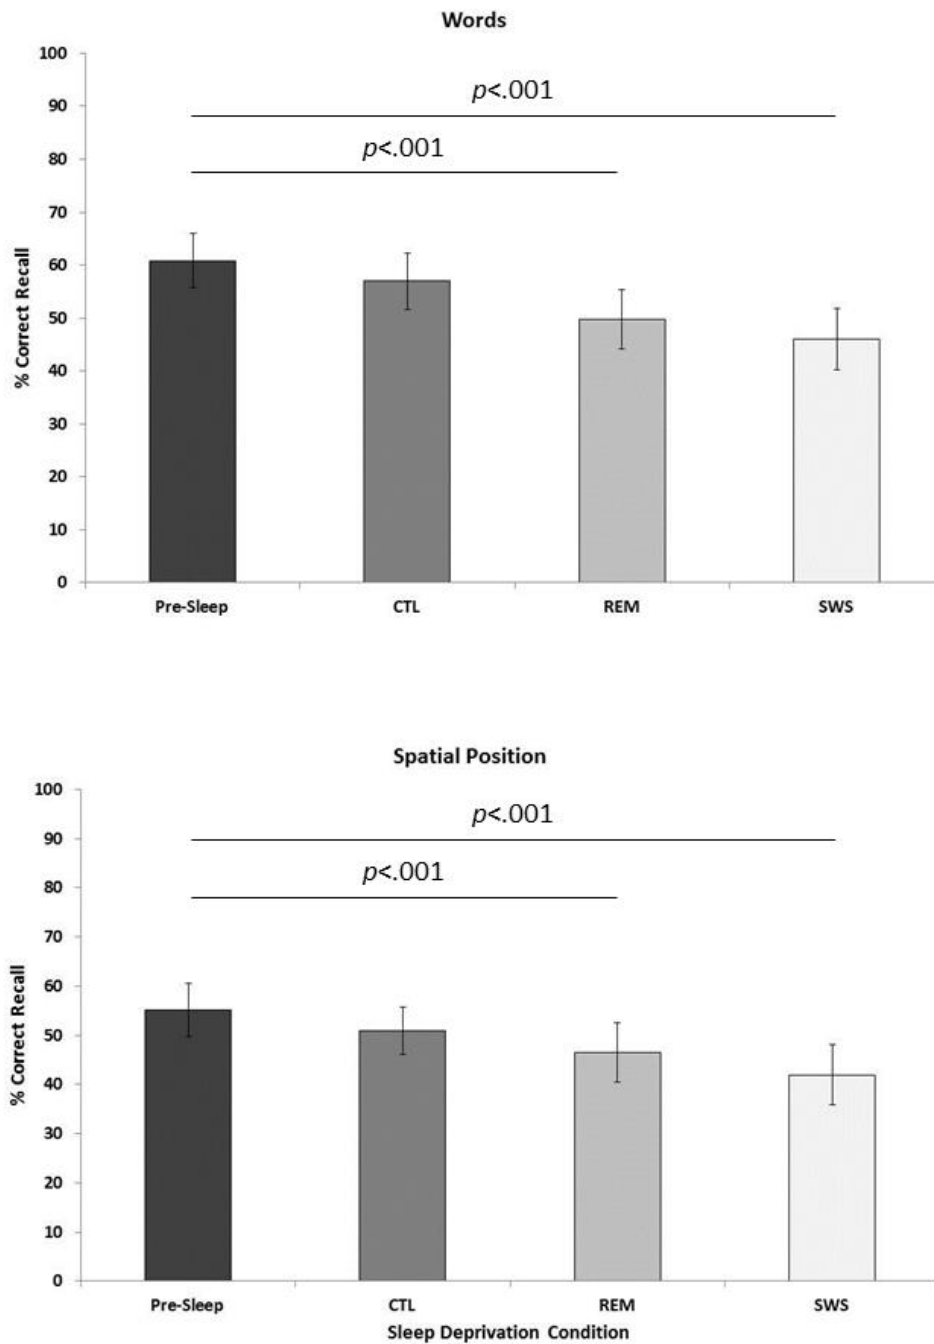 Words
100
90
80
70
60
50
40
30
20
10
0
% Correct Recall
p<.001
p<.001
Pre-Sleep CTL REM SWS
Spatial Position
100
90
80
70
60
50
40
30
20
10
0
% Correct Recall
p<.001
p<.001
Pre-Sleep CTL REM SWS
Sleep Deprivation Condition